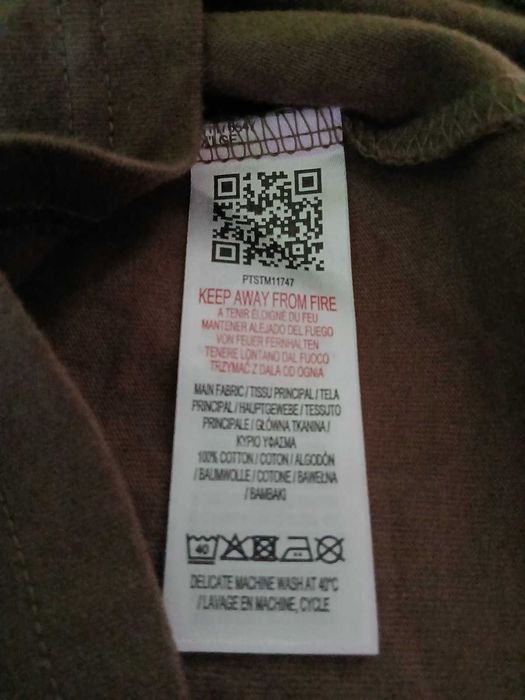 PTSTM11747
KEEP AWAY FROM FIRE
A TENIR ÉLOIGNÉ DU FEU
MANTENER ALEJADO DEL FUEGO
VON FEUER FERNHALTEN
TENERE LONTANO DAL FUOCO
TRZYMAĆ Z DALA OD OGNIA
MAIN FABRIC / TISSU PRINCIPAL / TELA
PRINCIPAL / HAUPTGEWEBE / TESSUTO
PRINCIPALE / GŁÓWNA TKANINA /
ΚΥΡΙΟ ΥΦΑΣΜΑ
100% COTTON / COTON / ALGODÓN
/ BAUMWOLLE / COTONE / BAWEŁNA
/ ΒΑΜΒΑΚΙ
40
DELICATE MACHINE WASH AT 40°C
/ LAVAGE EN MACHINE, CYCLE